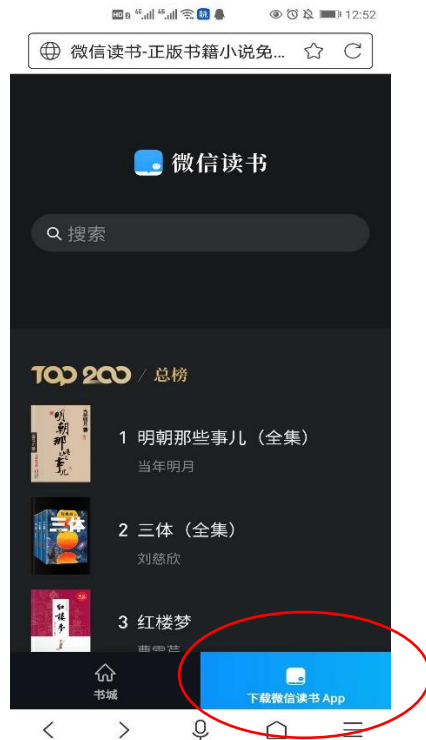 12:52
微信读书-正版书籍小说免...
微信读书
搜索
TOP 200 / 总榜
1 明朝那些事儿（全集）
当年明月
2 三体（全集）
刘慈欣
3 红楼梦
曹雪芹
书城
下载微信读书 App